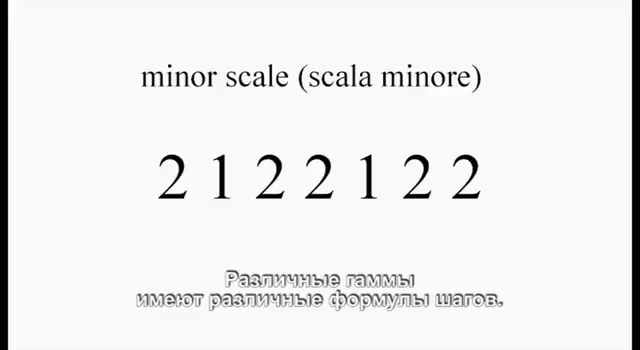 minor scale (scala minore)
2 1 2 2 1 2 2
Различные гаммы
имеют различные формулы шагов.